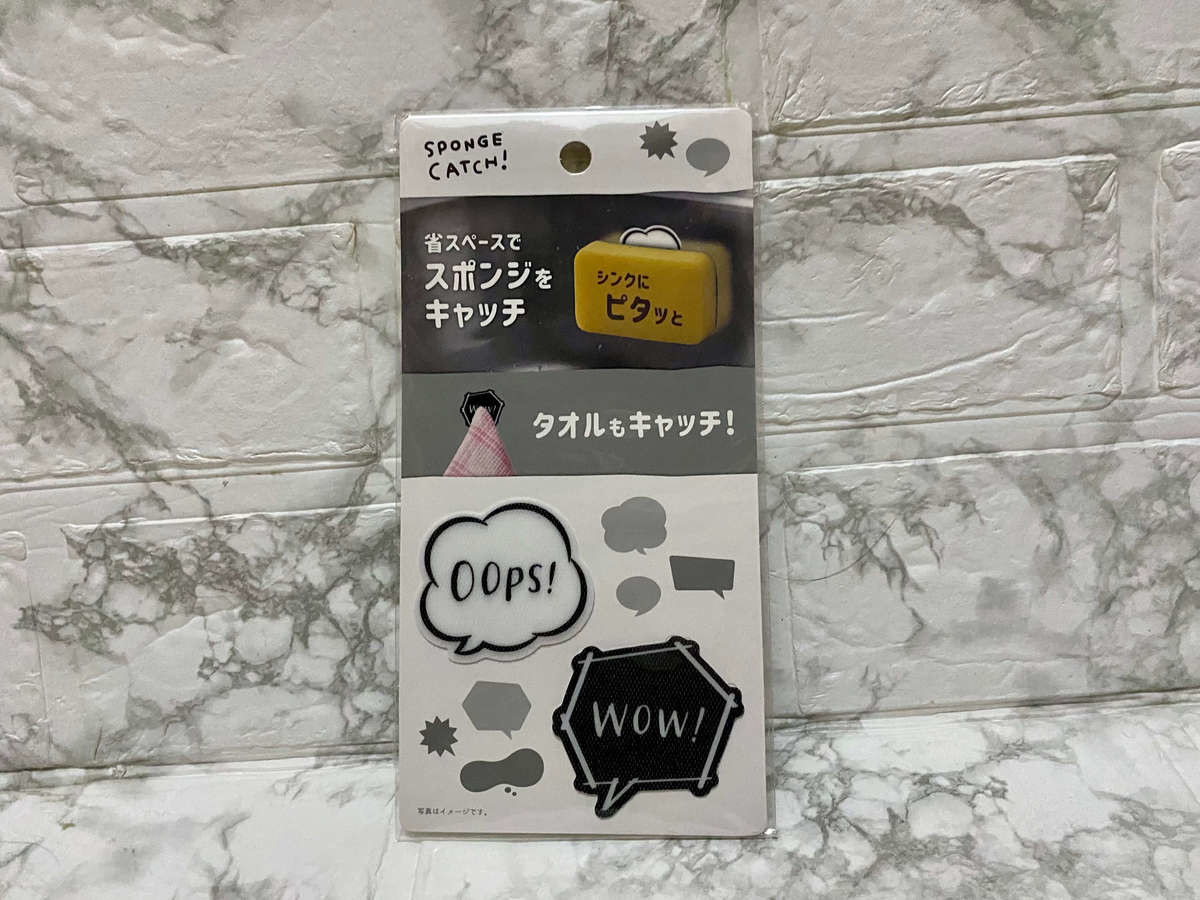 SPONGE
CATCH!
省スペースで
スポンジを
キャッチ
シンクに
ピタッと
WOW!
タオルもキャッチ!
OOPS!
WOW!
写真はイメージです。